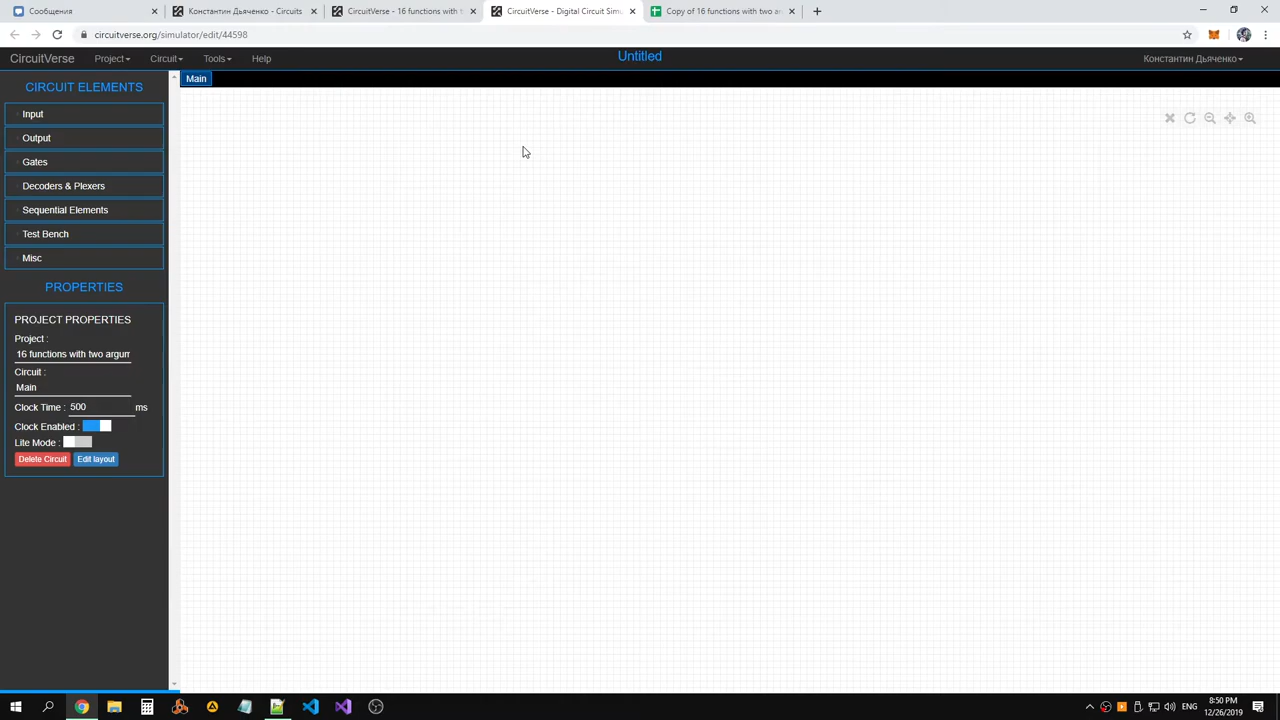 Сообщения
Константин Дьяченко - Circuits
CircuitVerse - 16 functions with t
CircuitVerse - Digital Circuit Simu
Copy of 16 functions with two ar
circuitverse.org/simulator/edit/44598
CircuitVerse
Project
Circuit
Tools
Help
Untitled
Константин Дьяченко
CIRCUIT ELEMENTS
Main
Input
Output
Gates
Decoders & Plexers
Sequential Elements
Test Bench
Misc
PROPERTIES
PROJECT PROPERTIES
Project :
16 functions with two argum
Circuit :
Main
Clock Time : 500 ms
Clock Enabled :
Lite Mode :
Delete Circuit
Edit layout
ENG
8:50 PM
12/26/2019